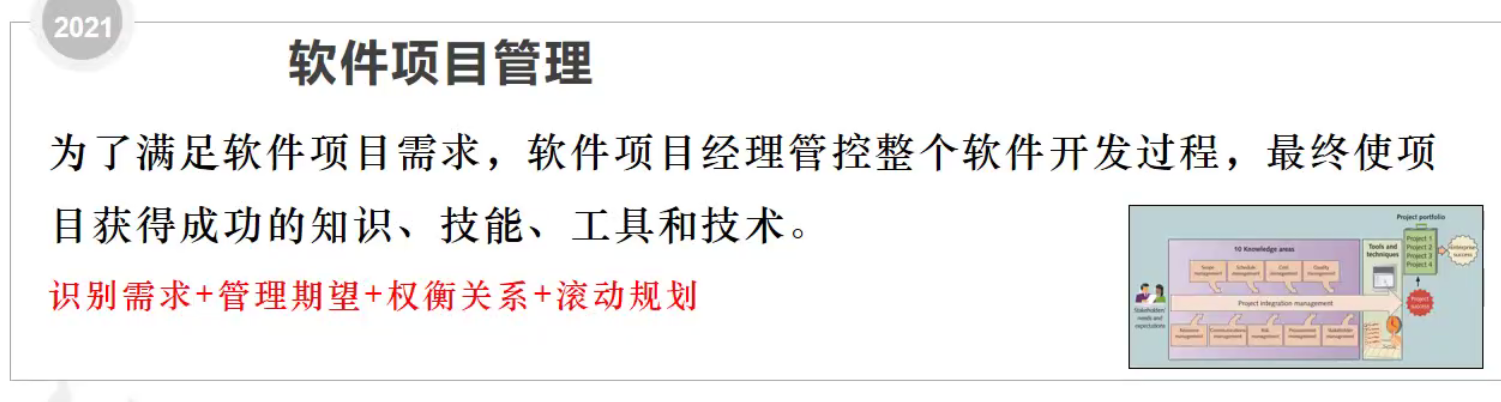 2021
软件项目管理
为了满足软件项目需求，软件项目经理管控整个软件开发过程，最终使项
目获得成功的知识、技能、工具和技术。
识别需求+管理期望+权衡关系+滚动规划
Project portfolio
10 Knowledge areas
Tools and
techniques
Project 1
Project 2
Project 3
Project 4
Enterprise
success
Scope
management
Schedule
management
Cost
management
Quality
management
Project integration management
Project
success
Stakeholders'
needs and
expectations
Resource
management
Communications
management
Risk
management
Procurement
management
Stakeholder
management